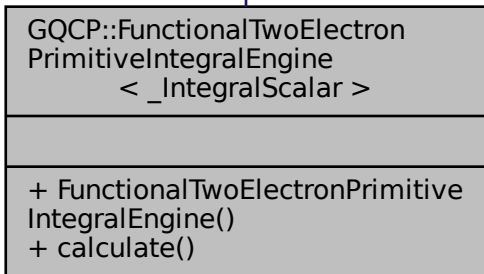 GQCP::FunctionalTwoElectron
PrimitiveIntegralEngine
< _IntegralScalar >
+ FunctionalTwoElectronPrimitive
IntegralEngine()
+ calculate()